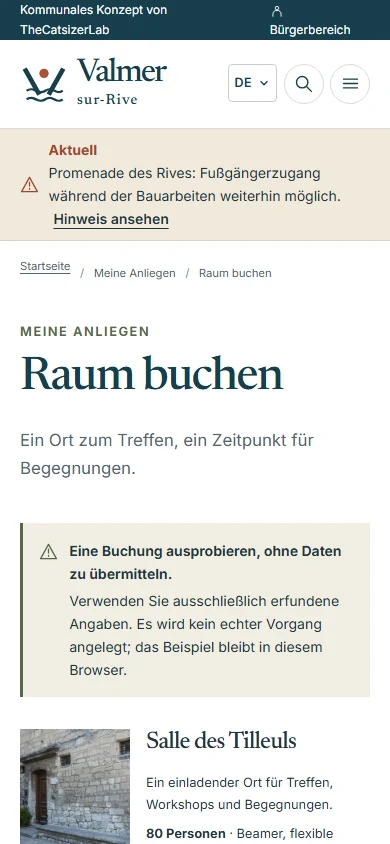 Kommunales Konzept von
TheCatsizerLab
Bürgerbereich
Valmer
sur-Rive
DE
Aktuell
Promenade des Rives: Fußgängerzugang
während der Bauarbeiten weiterhin möglich.
Hinweis ansehen
Startseite / Meine Anliegen / Raum buchen
MEINE ANLIEGEN
Raum buchen
Ein Ort zum Treffen, ein Zeitpunkt für
Begegnungen.
Eine Buchung ausprobieren, ohne Daten
zu übermitteln.
Verwenden Sie ausschließlich erfundene
Angaben. Es wird kein echter Vorgang
angelegt; das Beispiel bleibt in diesem
Browser.
Salle des Tilleuls
Ein einladender Ort für Treffen,
Workshops und Begegnungen.
80 Personen · Beamer, flexible